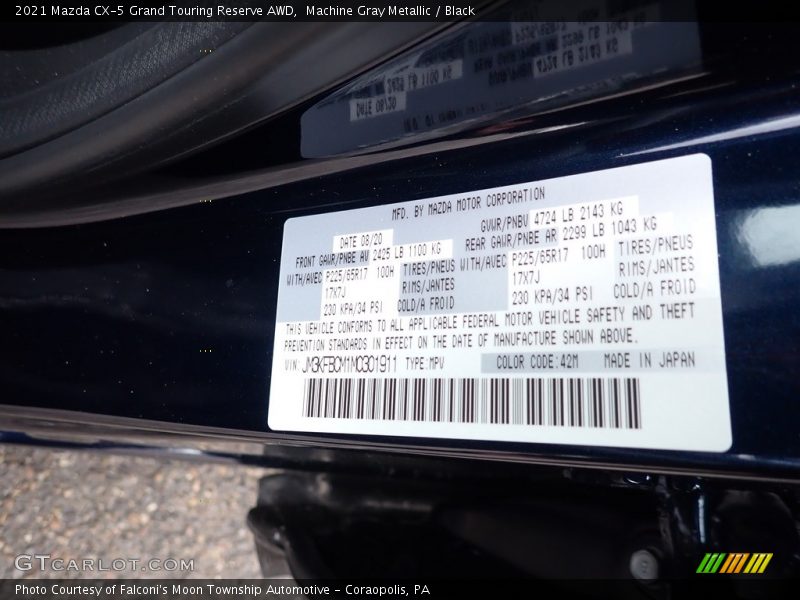 2021 Mazda CX-5 Grand Touring Reserve AWD, Machine Gray Metallic / Black
MFD. BY MAZDA MOTOR CORPORATION
DATE 08/20
GVWR/PNBV 4724 LB 2143 KG
FRONT GAWR/PNBE AV 2425 LB 1100 KG
REAR GAWR/PNBE AR 2299 LB 1043 KG
WITH/AVEC P225/65R17 100H TIRES/PNEUS
WITH/AVEC P225/65R17 100H TIRES/PNEUS
17X7J RIMS/JANTES
17X7J RIMS/JANTES
230 KPA/34 PSI COLD/A FROID
230 KPA/34 PSI COLD/A FROID
THIS VEHICLE CONFORMS TO ALL APPLICABLE FEDERAL MOTOR VEHICLE SAFETY AND THEFT
PREVENTION STANDARDS IN EFFECT ON THE DATE OF MANUFACTURE SHOWN ABOVE.
VIN: JM3KFBCM1M0301911 TYPE:MPV COLOR CODE:42M MADE IN JAPAN
GTCARLOT.COM
Photo Courtesy of Falconi's Moon Township Automotive - Coraopolis, PA